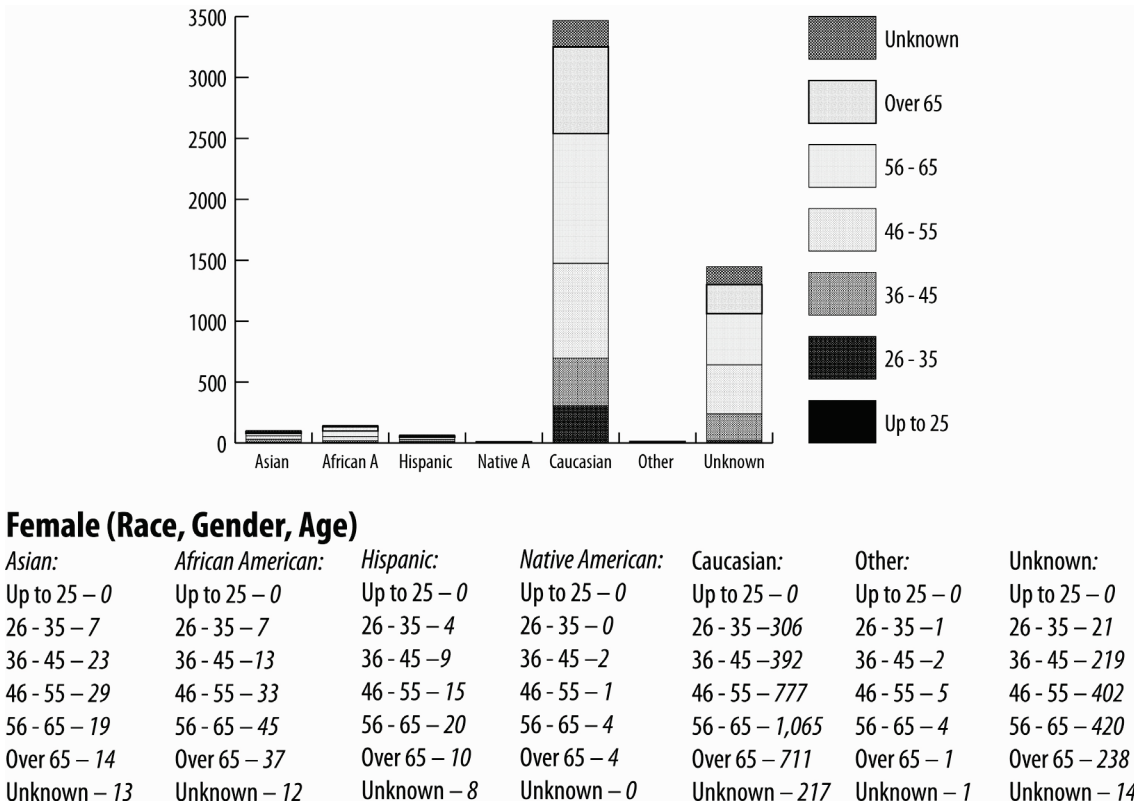 3500
3000
2500
2000
1500
1000
500
0
Asian African A Hispanic Native A Caucasian Other Unknown
Unknown
Over 65
56 - 65
46 - 55
36 - 45
26 - 35
Up to 25
Female (Race, Gender, Age)
Asian: African American: Hispanic: Native American: Caucasian: Other: Unknown:
Up to 25 – 0 Up to 25 – 0 Up to 25 – 0 Up to 25 – 0 Up to 25 – 0 Up to 25 – 0 Up to 25 – 0
26 - 35 – 7 26 - 35 – 7 26 - 35 – 4 26 - 35 – 0 26 - 35 –306 26 - 35 –1 26 - 35 – 21
36 - 45 – 23 36 - 45 –13 36 - 45 –9 36 - 45 –2 36 - 45 –392 36 - 45 –2 36 - 45 – 219
46 - 55 – 29 46 - 55 – 33 46 - 55 – 15 46 - 55 – 1 46 - 55 – 777 46 - 55 – 5 46 - 55 – 402
56 - 65 – 19 56 - 65 – 45 56 - 65 – 20 56 - 65 – 4 56 - 65 – 1,065 56 - 65 – 4 56 - 65 – 420
Over 65 – 14 Over 65 – 37 Over 65 – 10 Over 65 – 4 Over 65 – 711 Over 65 – 1 Over 65 – 238
Unknown – 13 Unknown – 12 Unknown – 8 Unknown – 0 Unknown – 217 Unknown – 1 Unknown –